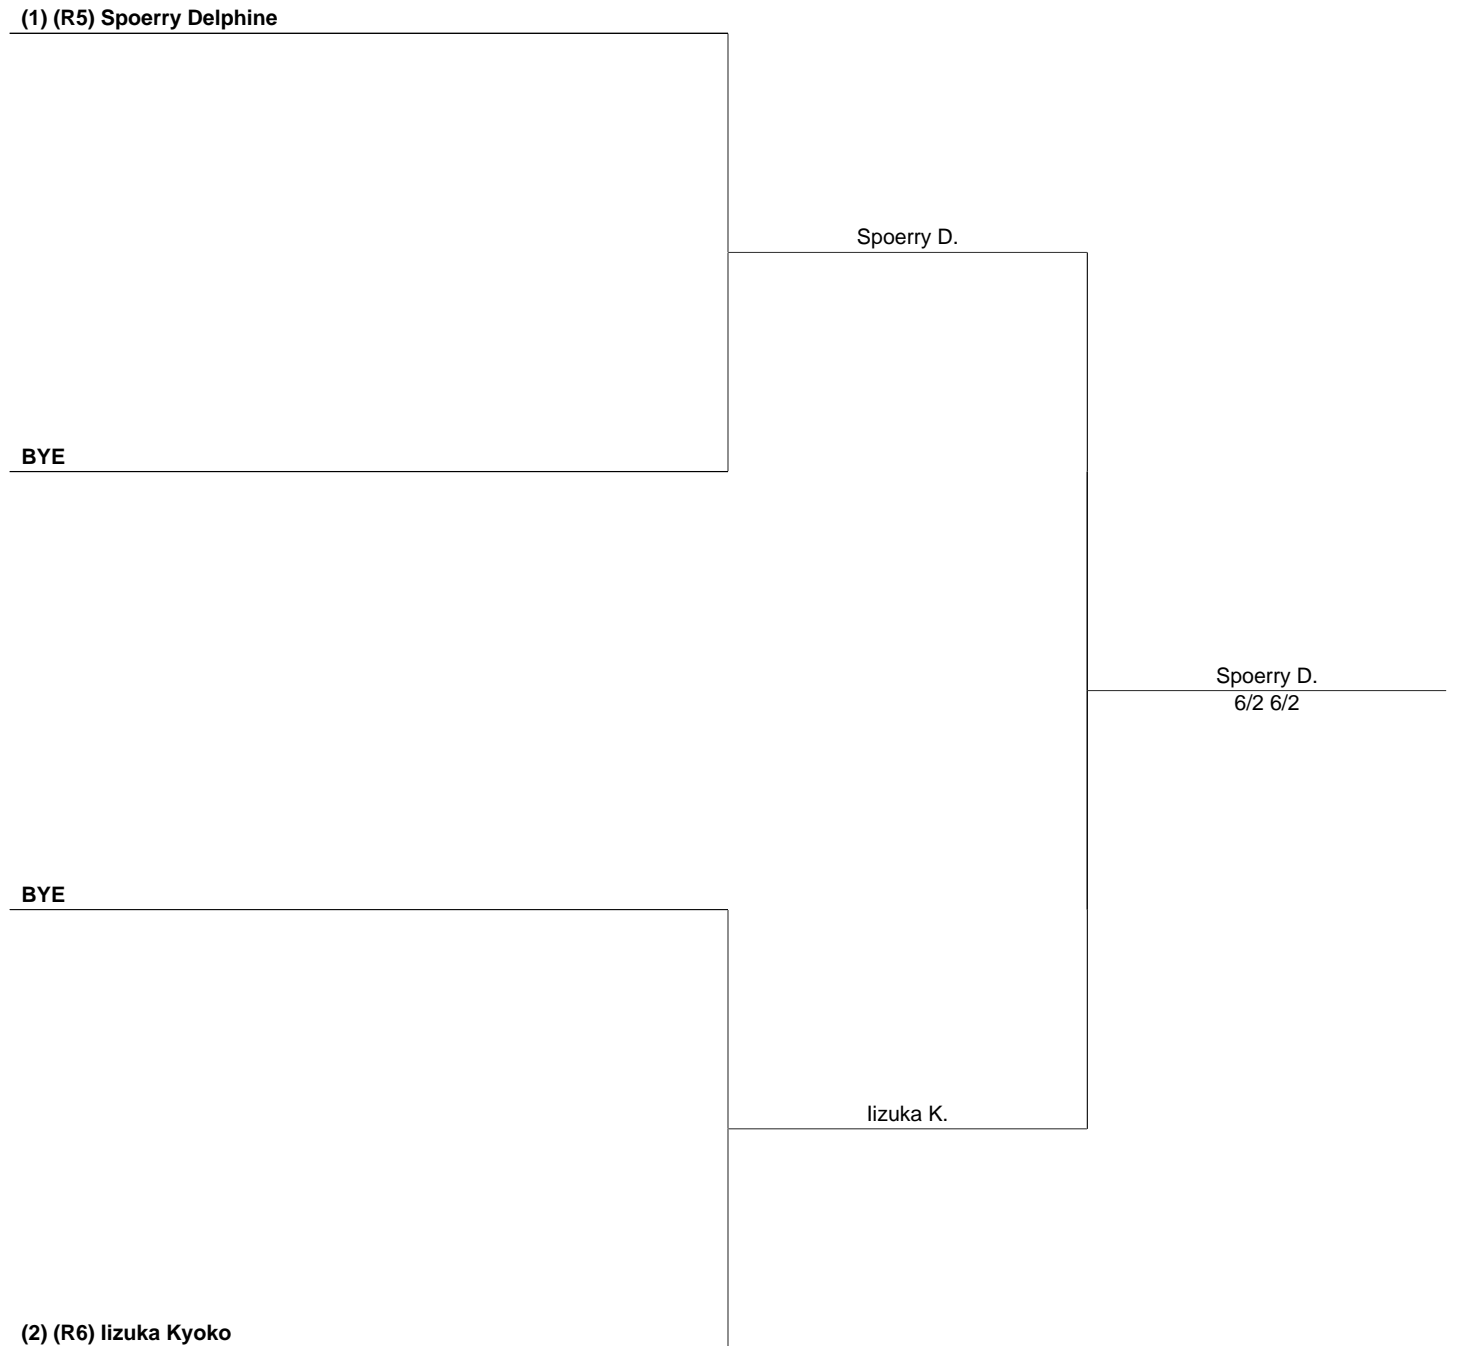 (1) (R5) Spoerry Delphine
Spoerry D.
BYE
Spoerry D.
6/2 6/2
BYE
Iizuka K.
(2) (R6) Iizuka Kyoko